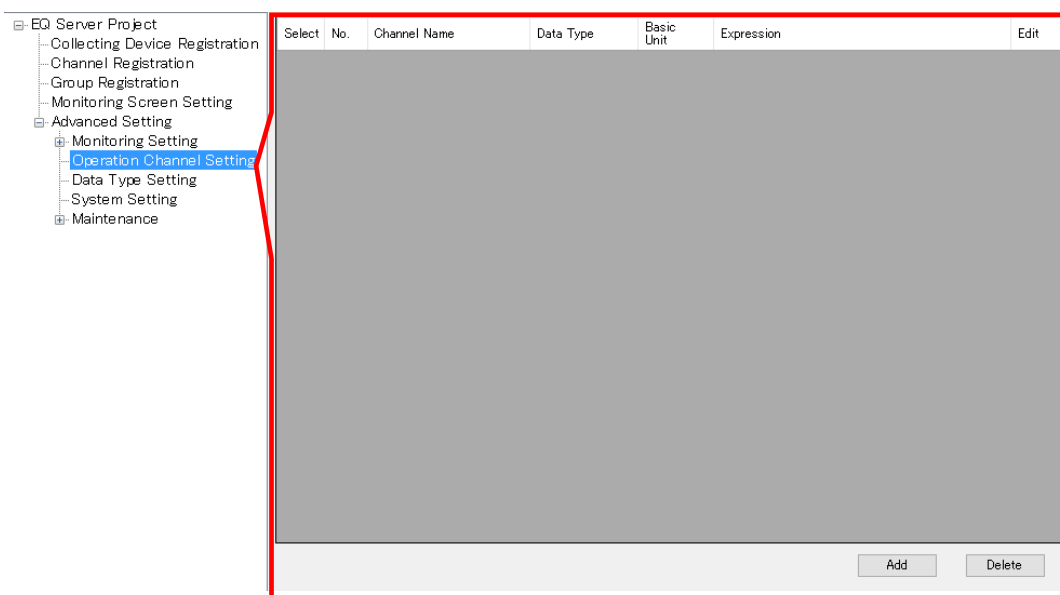 EQ Server Project
Collecting Device Registration
Channel Registration
Group Registration
Monitoring Screen Setting
Advanced Setting
Monitoring Setting
Operation Channel Setting
Data Type Setting
System Setting
Maintenance
Select No. Channel Name Data Type Basic Unit Expression Edit
Add Delete